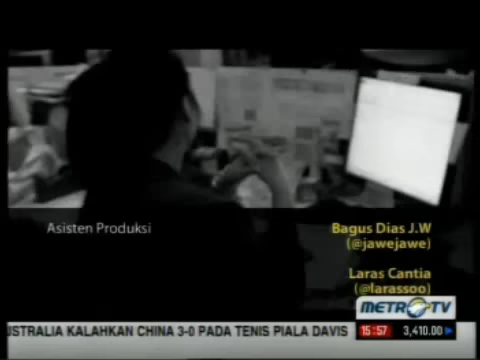 Asisten Produksi
Bagus Dias J.W
(@jawejawe)
Laras Cantia
(@larassoo)
METRO TV
USTRALIA KALAHKAN CHINA 3-0 PADA TENIS PIALA DAVIS
15:57
3,410.00